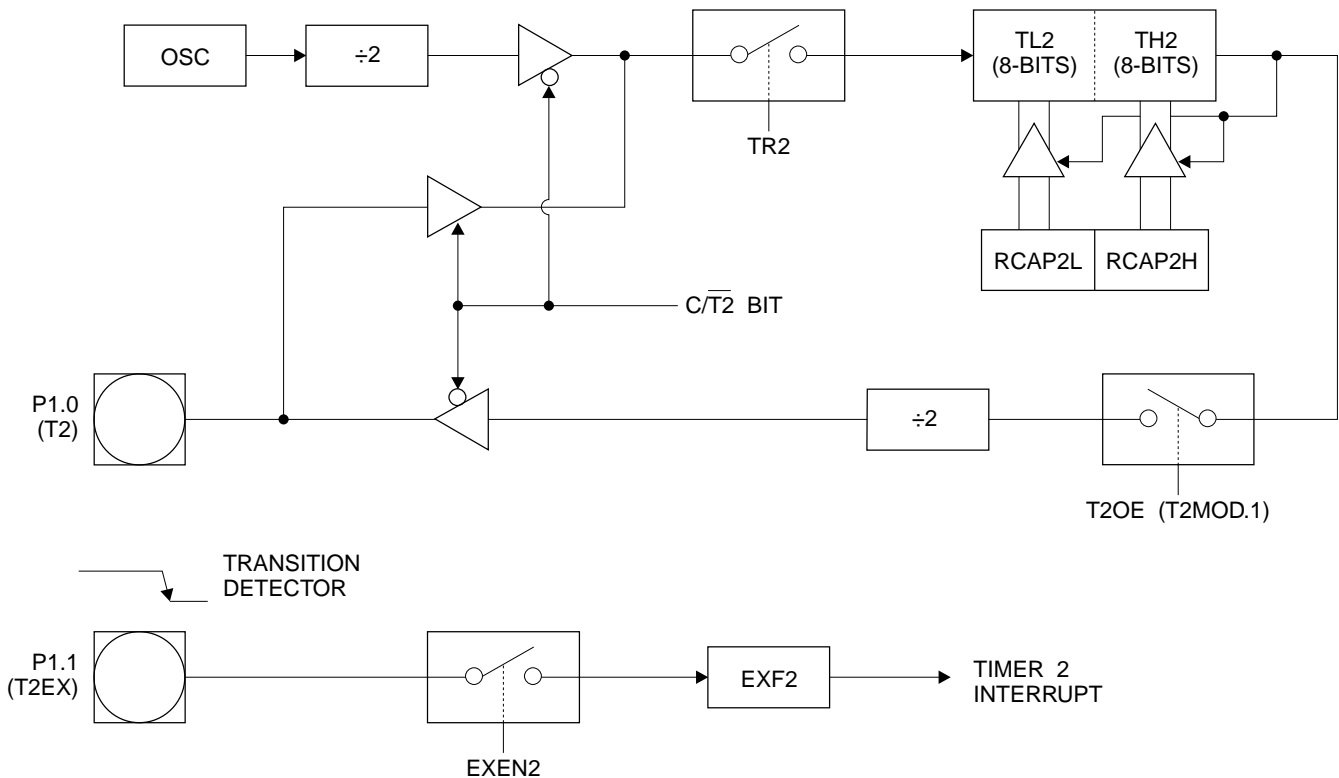 OSC
÷2
TR2
TL2
(8-BITS)
TH2
(8-BITS)
RCAP2L
RCAP2H
C/T2̅ BIT
P1.0
(T2)
÷2
T2OE (T2MOD.1)
TRANSITION
DETECTOR
P1.1
(T2EX)
EXEN2
EXF2
TIMER 2
INTERRUPT